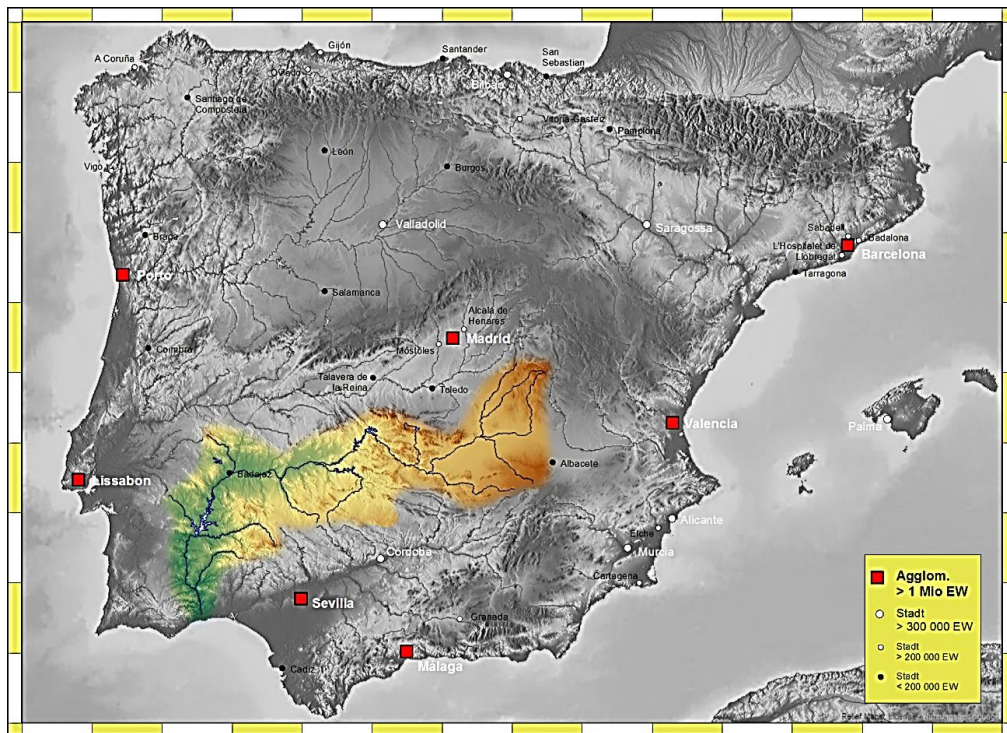 Gijón
Santander
San
Sebastian
A Coruña
Oviedo
Bilbao
Santiago de
Compostela
Vitoria-Gasteiz
Pamplona
León
Burgos
Vigo
Valladolid
Saragossa
Braga
Sabadell
Badalona
L'Hospitalet de
Llobregat
Barcelona
Porto
Tarragona
Salamanca
Alcalá de
Henares
Madrid
Móstoles
Coimbra
Talavera de
la Reina
Toledo
Valencia
Palma
Badajoz
Albacete
Lissabon
Alicante
Elche
Córdoba
Murcia
Cartagena
Sevilla
Granada
Málaga
Cádiz
Agglom.
> 1 Mio EW
Stadt
> 300 000 EW
Stadt
> 200 000 EW
Stadt
< 200 000 EW